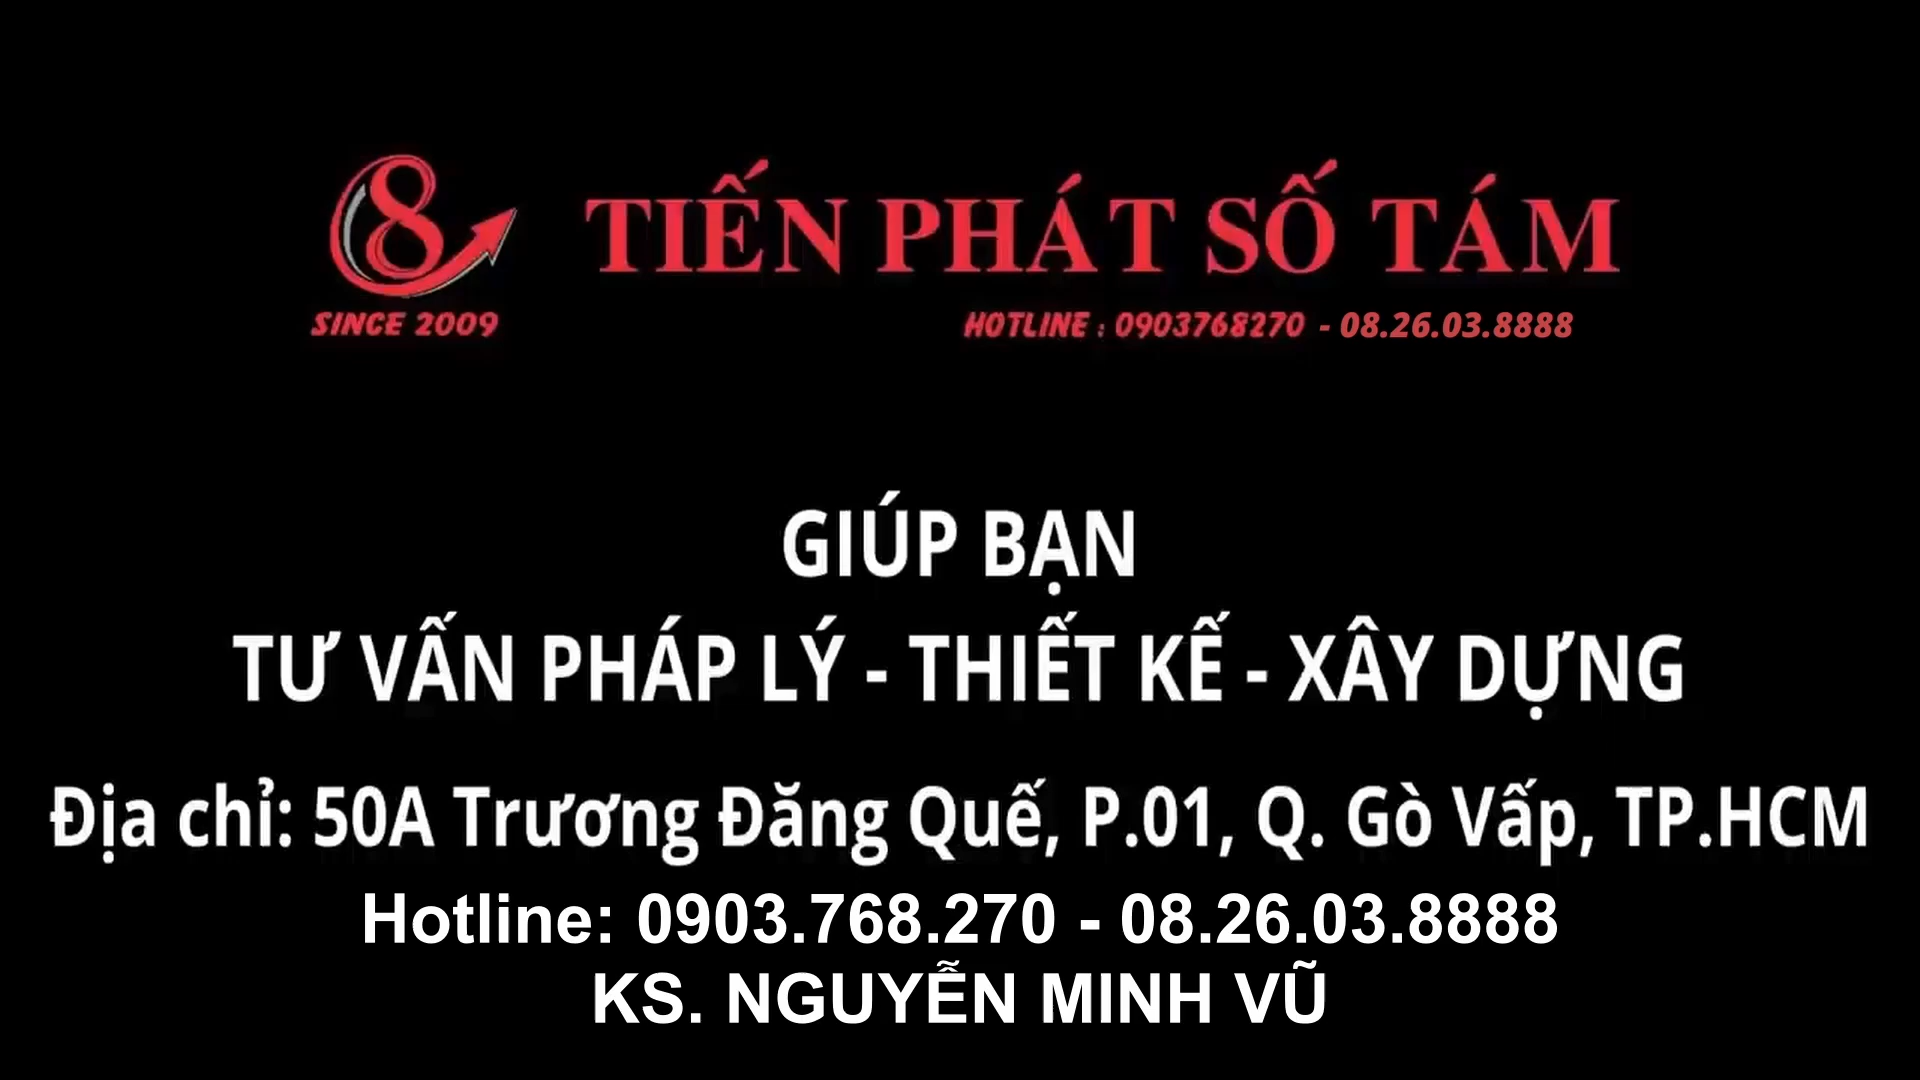 8 TIẾN PHÁT SỐ TÁM
SINCE 2009 HOTLINE : 0903768270 - 08.26.03.8888
GIÚP BẠN
TƯ VẤN PHÁP LÝ - THIẾT KẾ - XÂY DỰNG
Địa chỉ: 50A Trương Đăng Quế, P.01, Q. Gò Vấp, TP.HCM
Hotline: 0903.768.270 - 08.26.03.8888
KS. NGUYỄN MINH VŨ